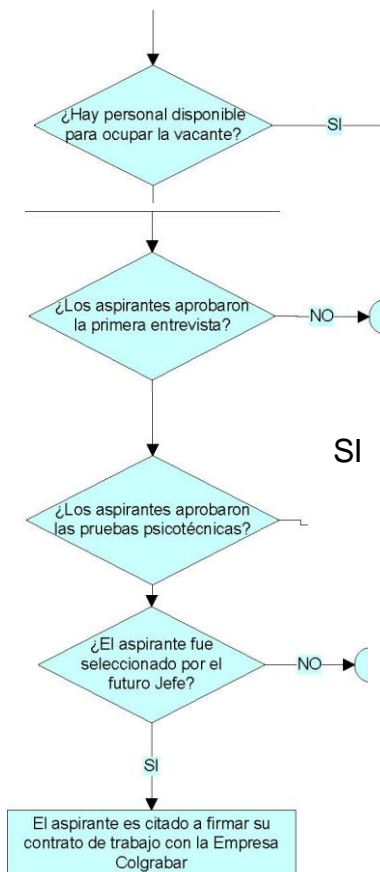 ¿Hay personal disponible
para ocupar la vacante?
SI
¿Los aspirantes aprobaron
la primera entrevista?
NO
SI
¿Los aspirantes aprobaron
las pruebas psicotécnicas?
¿El aspirante fue
seleccionado por el
futuro Jefe?
NO
SI
El aspirante es citado a firmar su
contrato de trabajo con la Empresa
Colgrabar